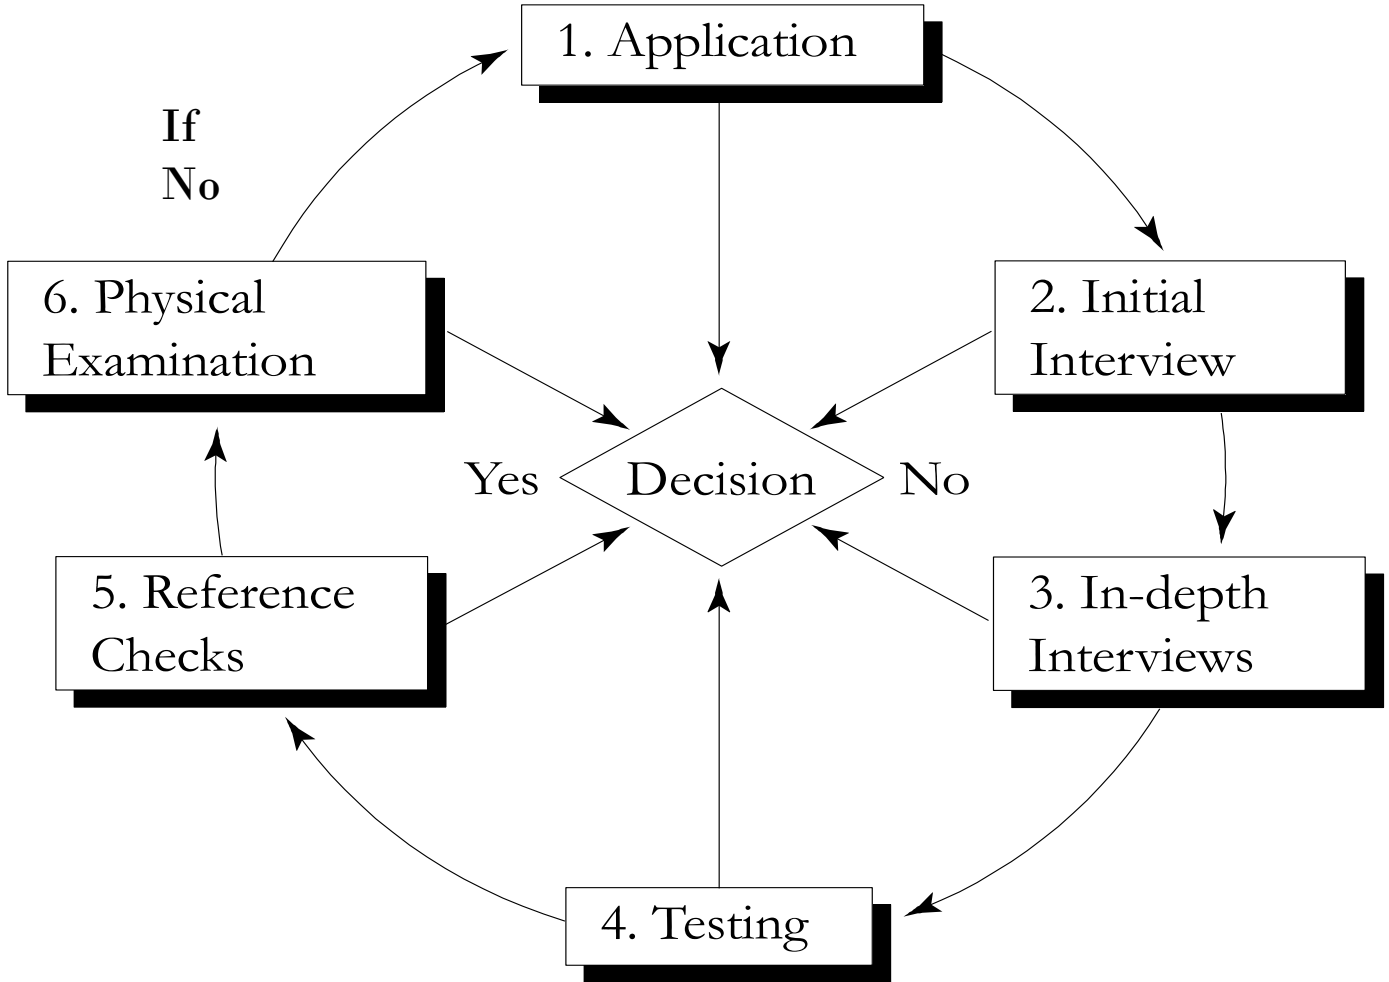 1. Application
If
No
6. Physical
Examination
2. Initial
Interview
Yes
Decision
No
5. Reference
Checks
3. In-depth
Interviews
4. Testing